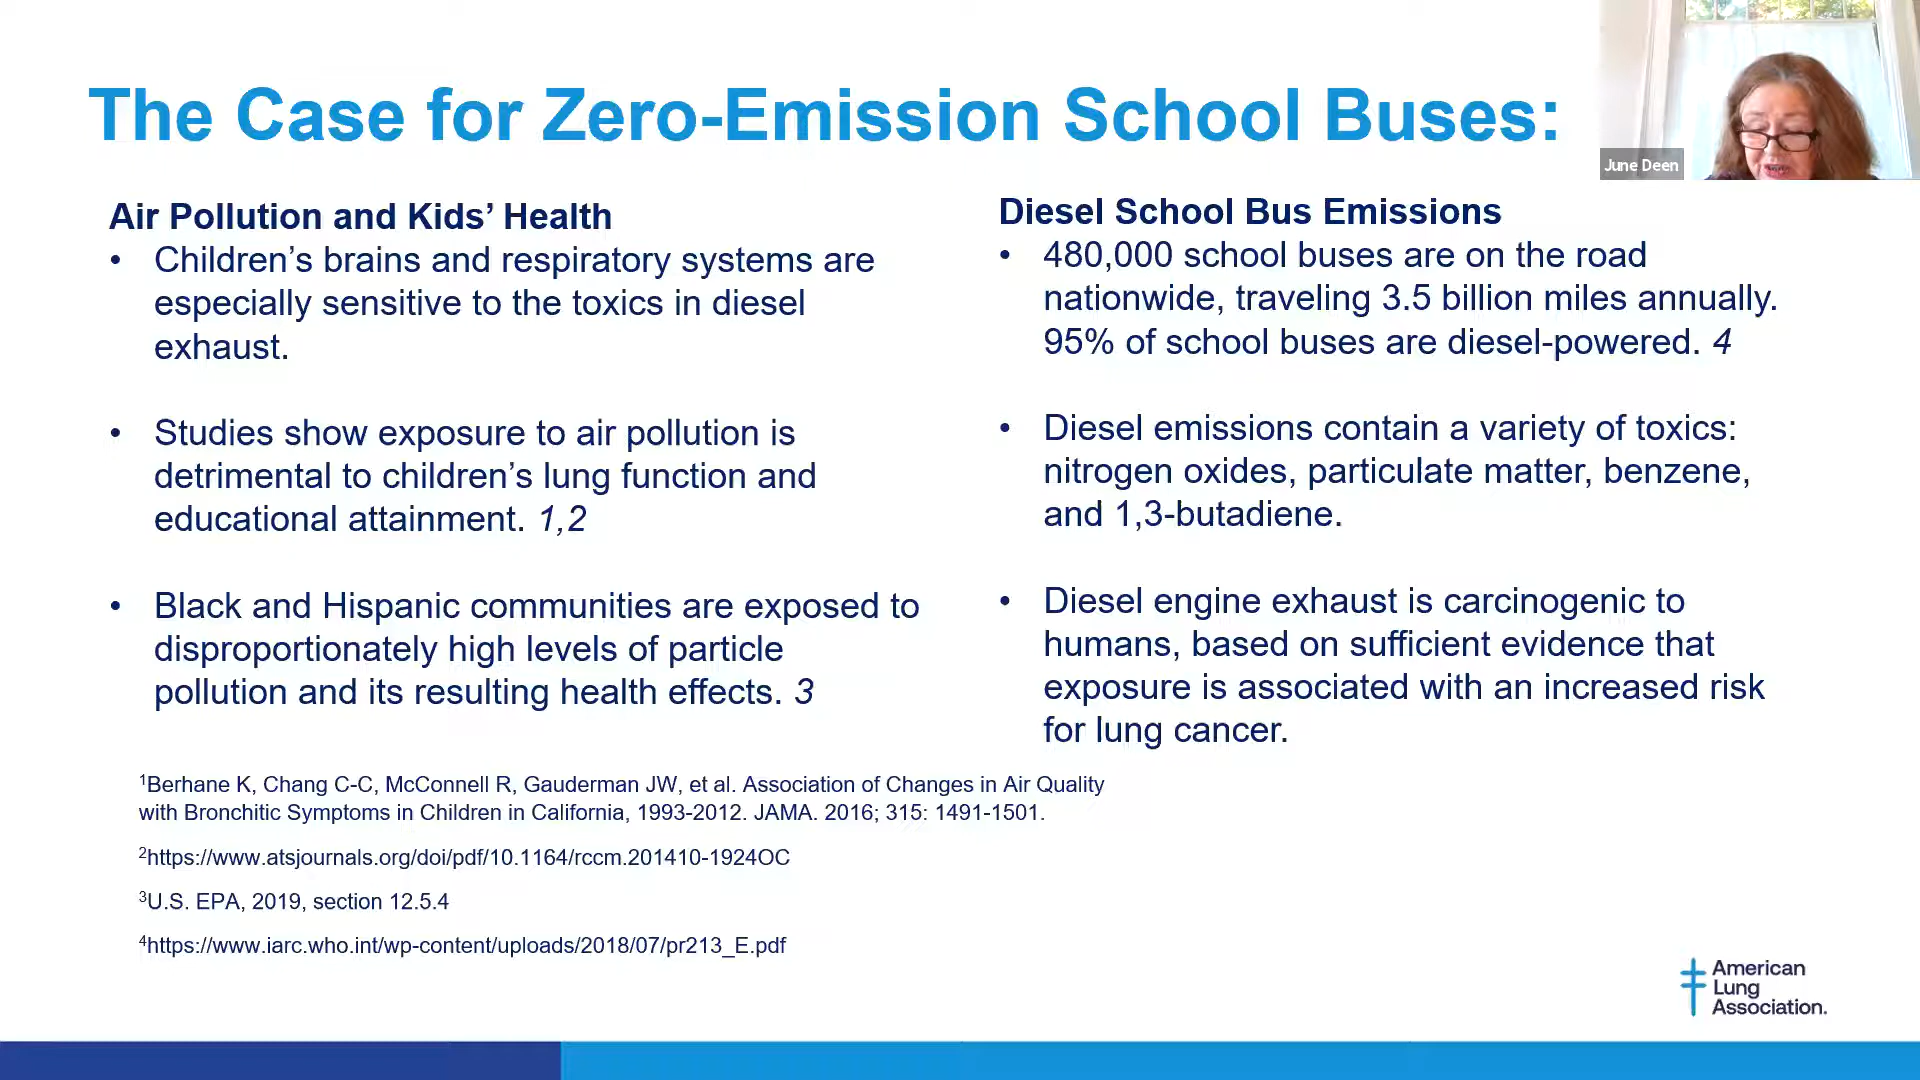 The Case for Zero-Emission School Buses:
June Deen
Air Pollution and Kids’ Health
• Children’s brains and respiratory systems are
especially sensitive to the toxics in diesel
exhaust.
• Studies show exposure to air pollution is
detrimental to children’s lung function and
educational attainment. 1,2
• Black and Hispanic communities are exposed to
disproportionately high levels of particle
pollution and its resulting health effects. 3
Diesel School Bus Emissions
• 480,000 school buses are on the road
nationwide, traveling 3.5 billion miles annually.
95% of school buses are diesel-powered. 4
• Diesel emissions contain a variety of toxics:
nitrogen oxides, particulate matter, benzene,
and 1,3-butadiene.
• Diesel engine exhaust is carcinogenic to
humans, based on sufficient evidence that
exposure is associated with an increased risk
for lung cancer.
¹Berhane K, Chang C-C, McConnell R, Gauderman JW, et al. Association of Changes in Air Quality
with Bronchitic Symptoms in Children in California, 1993-2012. JAMA. 2016; 315: 1491-1501.
²https://www.atsjournals.org/doi/pdf/10.1164/rccm.201410-1924OC
³U.S. EPA, 2019, section 12.5.4
⁴https://www.iarc.who.int/wp-content/uploads/2018/07/pr213_E.pdf
American
Lung
Association.